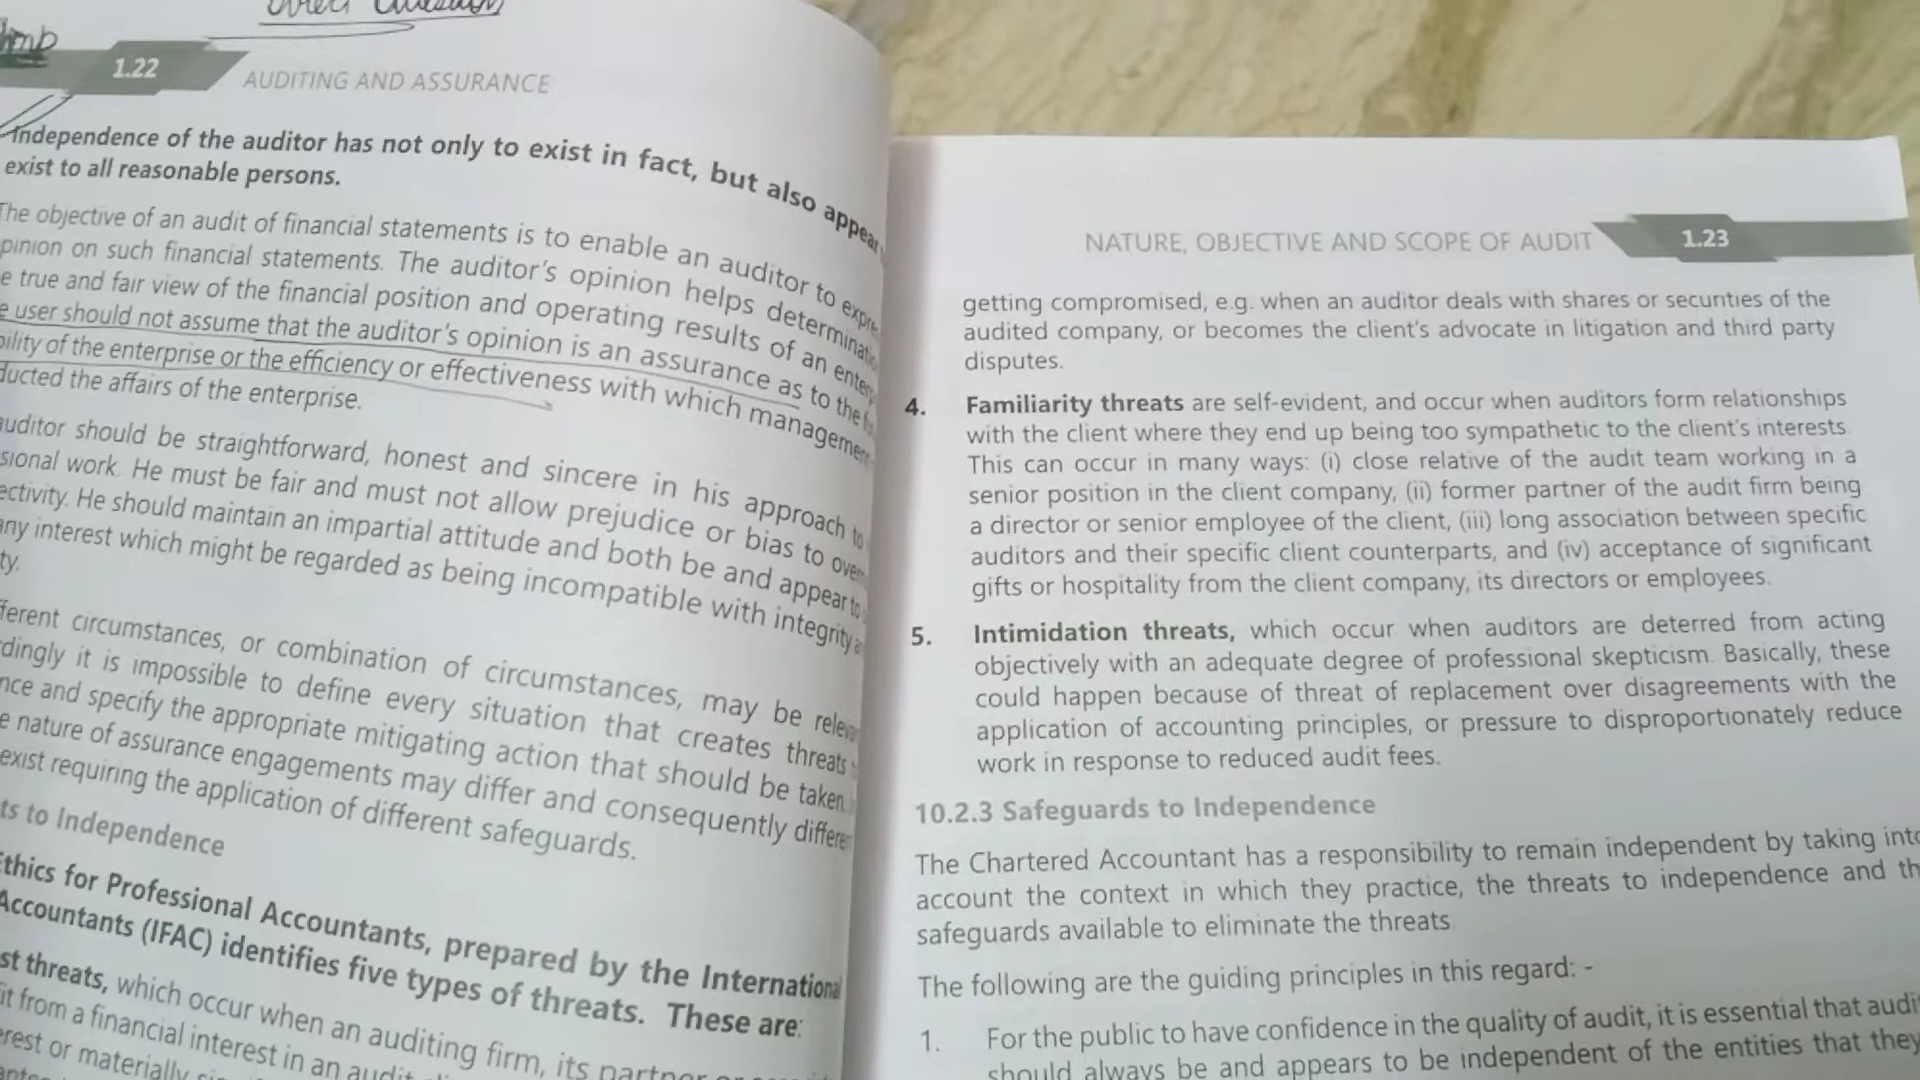 1.22
AUDITING AND ASSURANCE
Independence of the auditor has not only to exist in fact, but also appear
exist to all reasonable persons.
The objective of an audit of financial statements is to enable an auditor to
opinion on such financial statements. The auditor's opinion helps
true and fair view of the financial position and operating results of an
user should not assume that the auditor's opinion is an assurance as to the
of the enterprise or the efficiency or effectiveness with which
the affairs of the enterprise.
auditor should be straightforward, honest and sincere in his approach to
work. He must be fair and must not allow prejudice or bias to
He should maintain an impartial attitude and both be and appear to
any interest which might be regarded as being incompatible with integrity
circumstances, or combination of circumstances, may be
it is impossible to define every situation that creates threats
and specify the appropriate mitigating action that should be taken.
nature of assurance engagements may differ and consequently
exist requiring the application of different safeguards.
to Independence
Ethics for Professional Accountants, prepared by the International
Accountants (IFAC) identifies five types of threats. These are:
threats, which occur when an auditing firm, its
from a financial interest in an
or materially
NATURE, OBJECTIVE AND SCOPE OF AUDIT
1.23
getting compromised, e.g. when an auditor deals with shares or securities of the
audited company, or becomes the client's advocate in litigation and third party
disputes.
4. Familiarity threats are self-evident, and occur when auditors form relationships
with the client where they end up being too sympathetic to the client's interests.
This can occur in many ways: (i) close relative of the audit team working in a
senior position in the client company, (ii) former partner of the audit firm being
a director or senior employee of the client, (iii) long association between specific
auditors and their specific client counterparts, and (iv) acceptance of significant
gifts or hospitality from the client company, its directors or employees.
5. Intimidation threats, which occur when auditors are deterred from acting
objectively with an adequate degree of professional skepticism. Basically, these
could happen because of threat of replacement over disagreements with the
application of accounting principles, or pressure to disproportionately reduce
work in response to reduced audit fees.
10.2.3 Safeguards to Independence
The Chartered Accountant has a responsibility to remain independent by taking into
account the context in which they practice, the threats to independence and
safeguards available to eliminate the threats.
The following are the guiding principles in this regard: -
1. For the public to have confidence in the quality of audit, it is essential that
should always be and appears to be independent of the entities that they